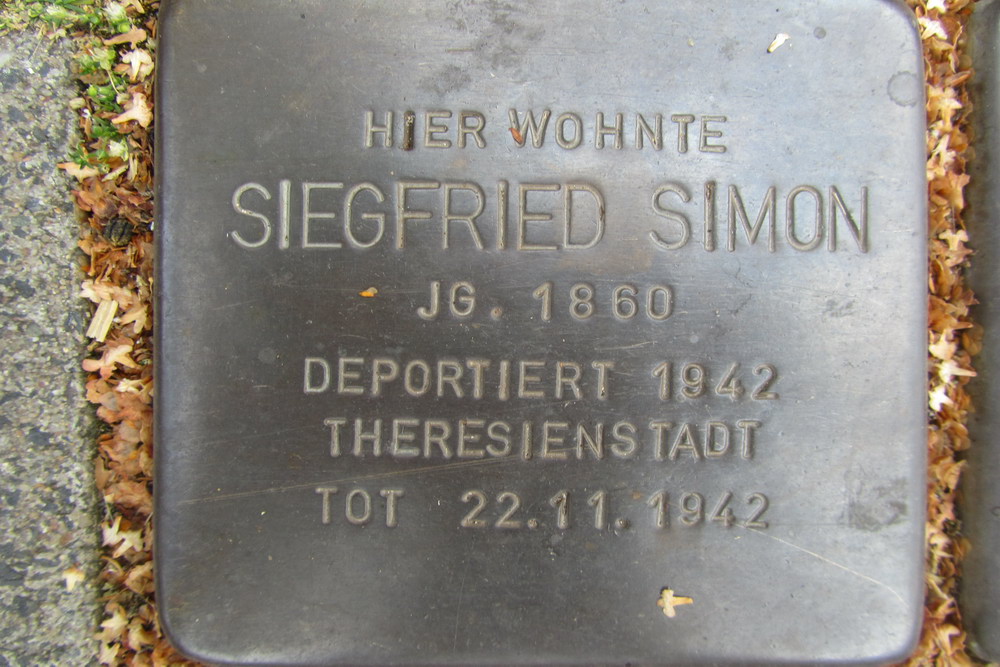 HIER WOHNTE
SIEGFRIED SIMON
JG. 1860
DEPORTIERT 1942
THERESIENSTADT
TOT 22.11.1942